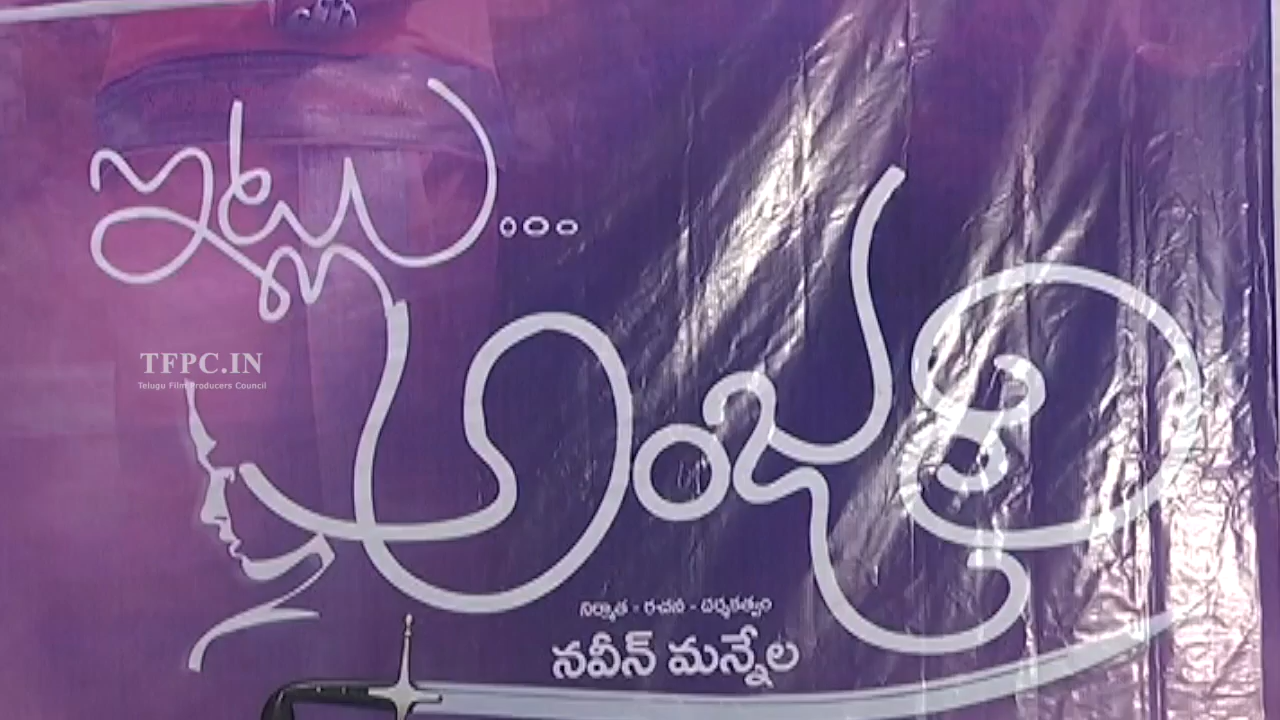 ఇట్లు...
అంజలి
TFPC.IN
Telugu Film Producers Council
నిర్మాత - రచన - దర్శకత్వం
నవీన్ మన్నేల